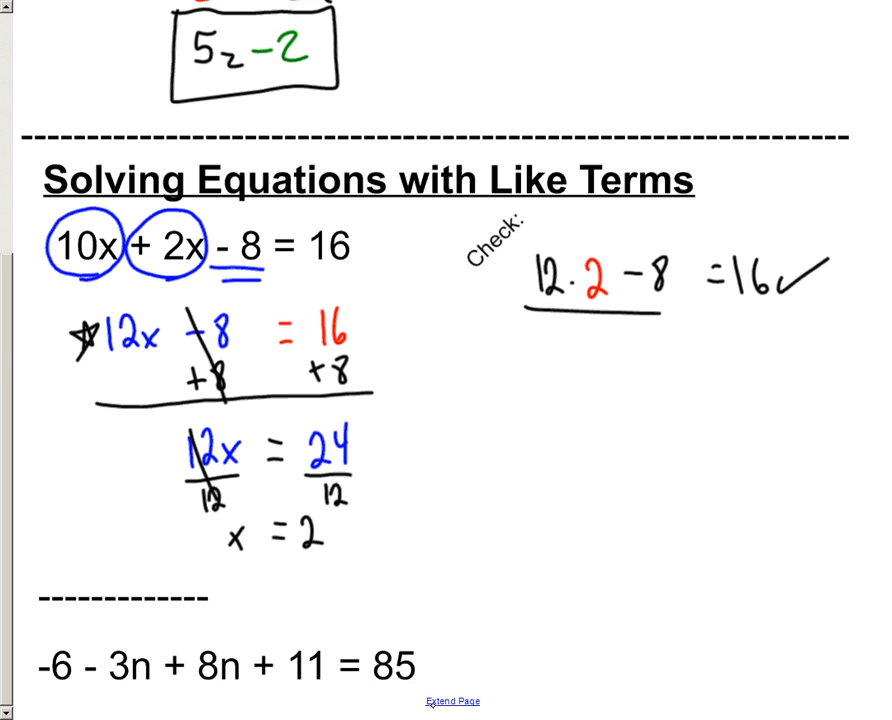 5z - 2
Solving Equations with Like Terms
10x + 2x - 8 = 16
Check:
12 · 2 - 8 = 16 ✓
☆12x - 8 = 16
+8 +8
12x = 24
12 12
x = 2
-6 - 3n + 8n + 11 = 85
Extend Page